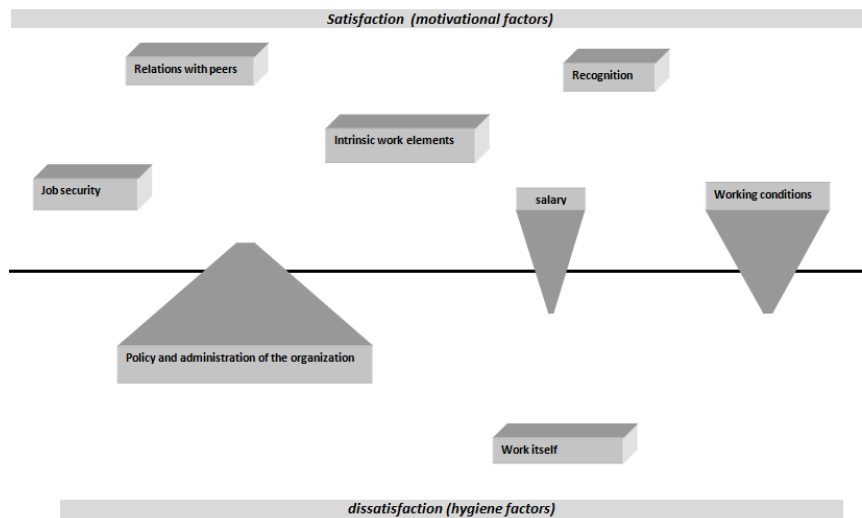 Satisfaction (motivational factors)
Relations with peers
Recognition
Intrinsic work elements
Job security
salary
Working conditions
Policy and administration of the organization
Work itself
dissatisfaction (hygiene factors)